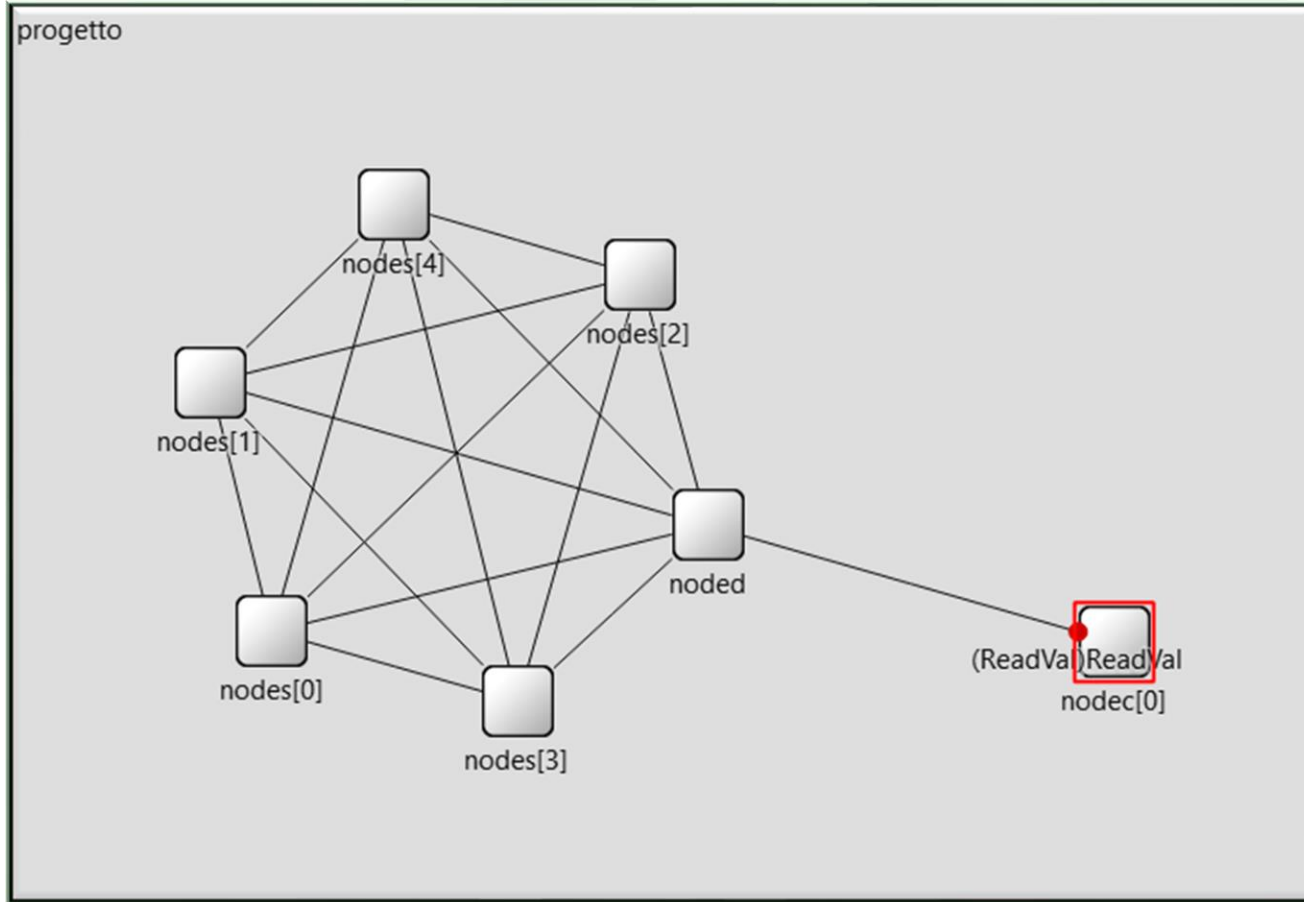 progetto
nodes[4]
nodes[2]
nodes[1]
noded
(ReadVal)ReadVal
nodes[0]
nodec[0]
nodes[3]